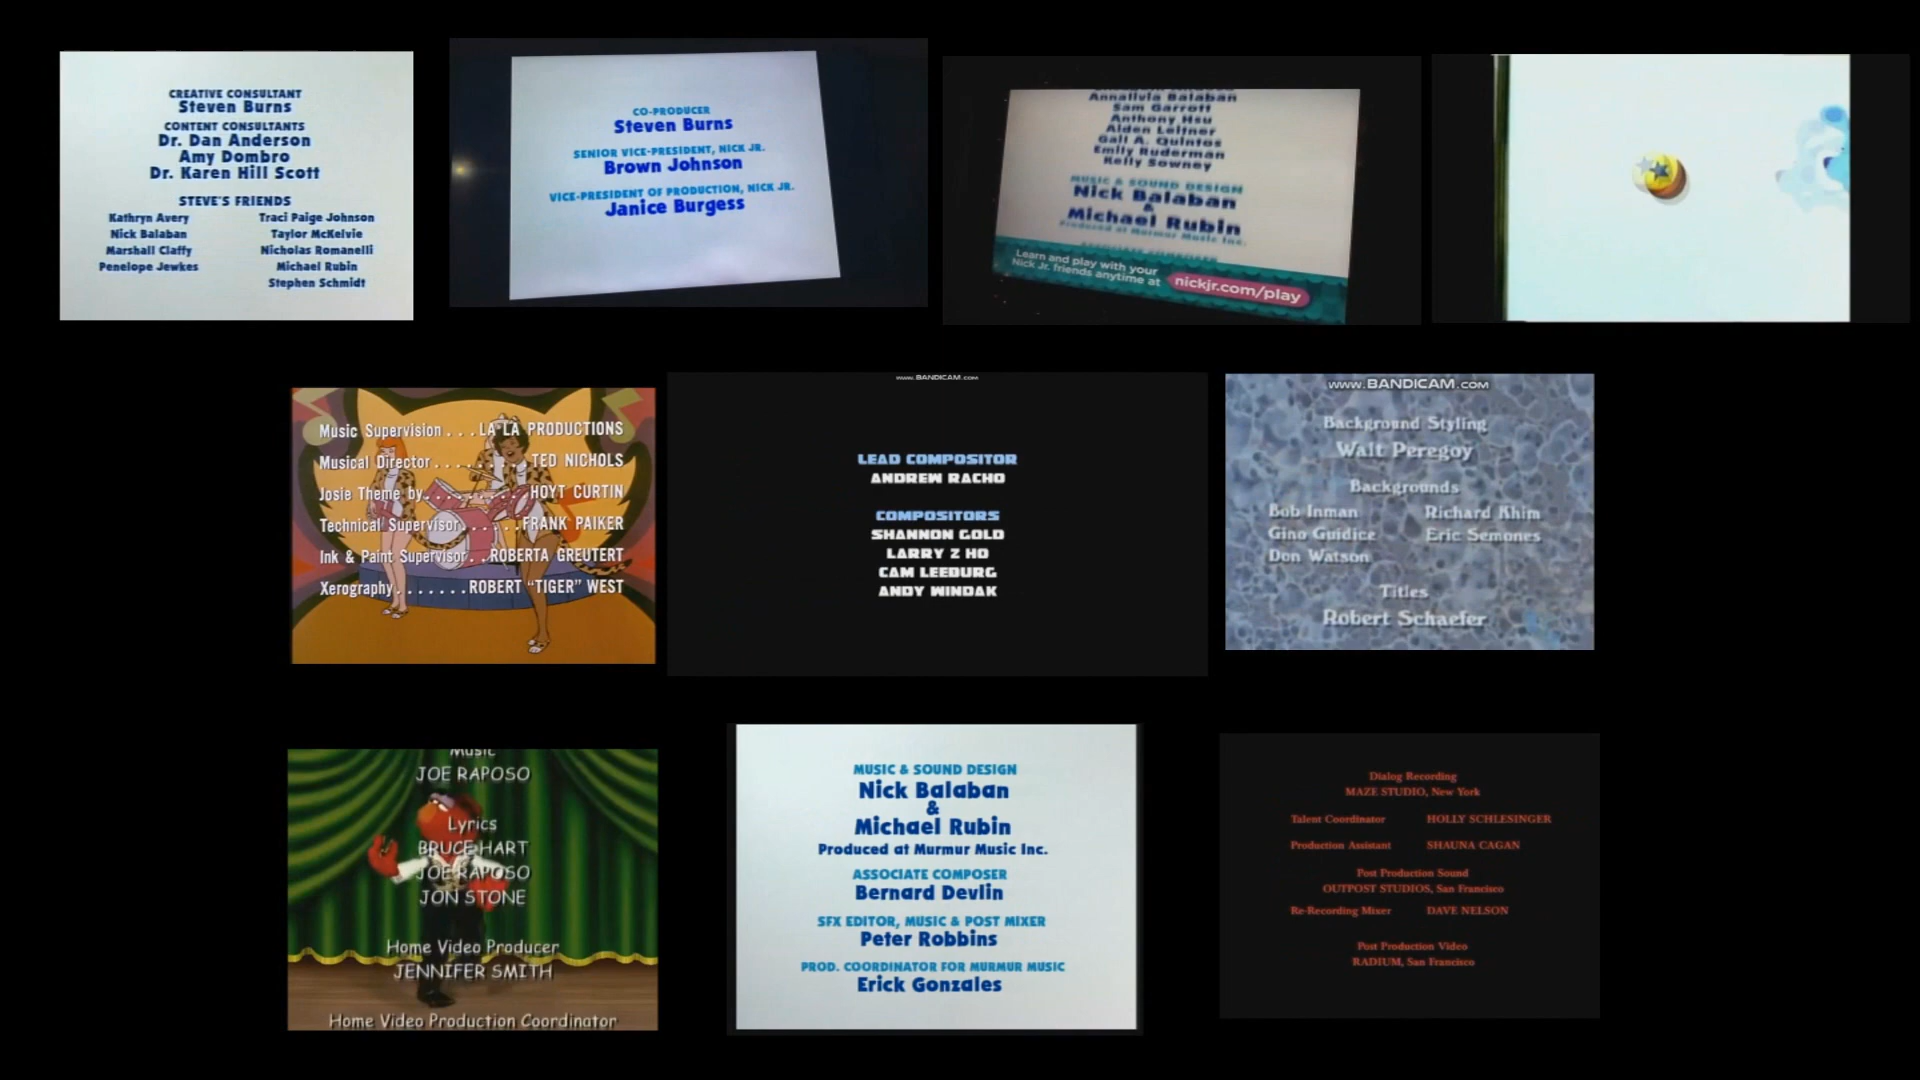 CREATIVE CONSULTANT
Steven Burns
CONTENT CONSULTANTS
Dr. Dan Anderson
Amy Dombro
Dr. Karen Hill Scott
STEVE'S FRIENDS
Kathryn Avery Traci Paige Johnson
Nick Balaban Taylor McKelvie
Marshall Claffy Nicholas Romanelli
Penelope Jewkes Michael Rubin
Stephen Schmidt
CO-PRODUCER
Steven Burns
SENIOR VICE-PRESIDENT, NICK JR.
Brown Johnson
VICE-PRESIDENT OF PRODUCTION, NICK JR.
Janice Burgess
Annalivia Balaban
Sam Garrott
Anthony Hsu
Alden Leitner
Gail A. Quintos
Emily Ruderman
Kelly Sowney
MUSIC & SOUND DESIGN
Nick Balaban
&
Michael Rubin
Produced at Murmur Music Inc.
Learn and play with your
Nick Jr. friends anytime at nickjr.com/play
Music Supervision . . . LA LA PRODUCTIONS
Musical Director . . . . . . . . TED NICHOLS
Josie Theme by. . . . . . . . . HOYT CURTIN
Technical Supervisor. . . . . . FRANK PAIKER
Ink & Paint Supervisor. . ROBERTA GREUTERT
Xerography. . . . . . . ROBERT "TIGER" WEST
www.BANDICAM.com
LEAD COMPOSITOR
ANDREW RACHO
COMPOSITORS
SHANNON GOLD
LARRY Z HO
CAM LEEBURG
ANDY WINDAK
www.BANDICAM.com
Background Styling
Walt Peregoy
Backgrounds
Bob Inman Richard Khim
Gino Guidice Eric Semones
Don Watson
Titles
Robert Schaefer
Music
JOE RAPOSO
Lyrics
BRUCE HART
JOE RAPOSO
JON STONE
Home Video Producer
JENNIFER SMITH
Home Video Production Coordinator
MUSIC & SOUND DESIGN
Nick Balaban
&
Michael Rubin
Produced at Murmur Music Inc.
ASSOCIATE COMPOSER
Bernard Devlin
SFX EDITOR, MUSIC & POST MIXER
Peter Robbins
PROD. COORDINATOR FOR MURMUR MUSIC
Erick Gonzales
Dialog Recording
MAZE STUDIO, New York
Talent Coordinator HOLLY SCHLESINGER
Production Assistant SHAUNA CAGAN
Post Production Sound
OUTPOST STUDIOS, San Francisco
Re-Recording Mixer DAVE NELSON
Post Production Video
RADIUM, San Francisco